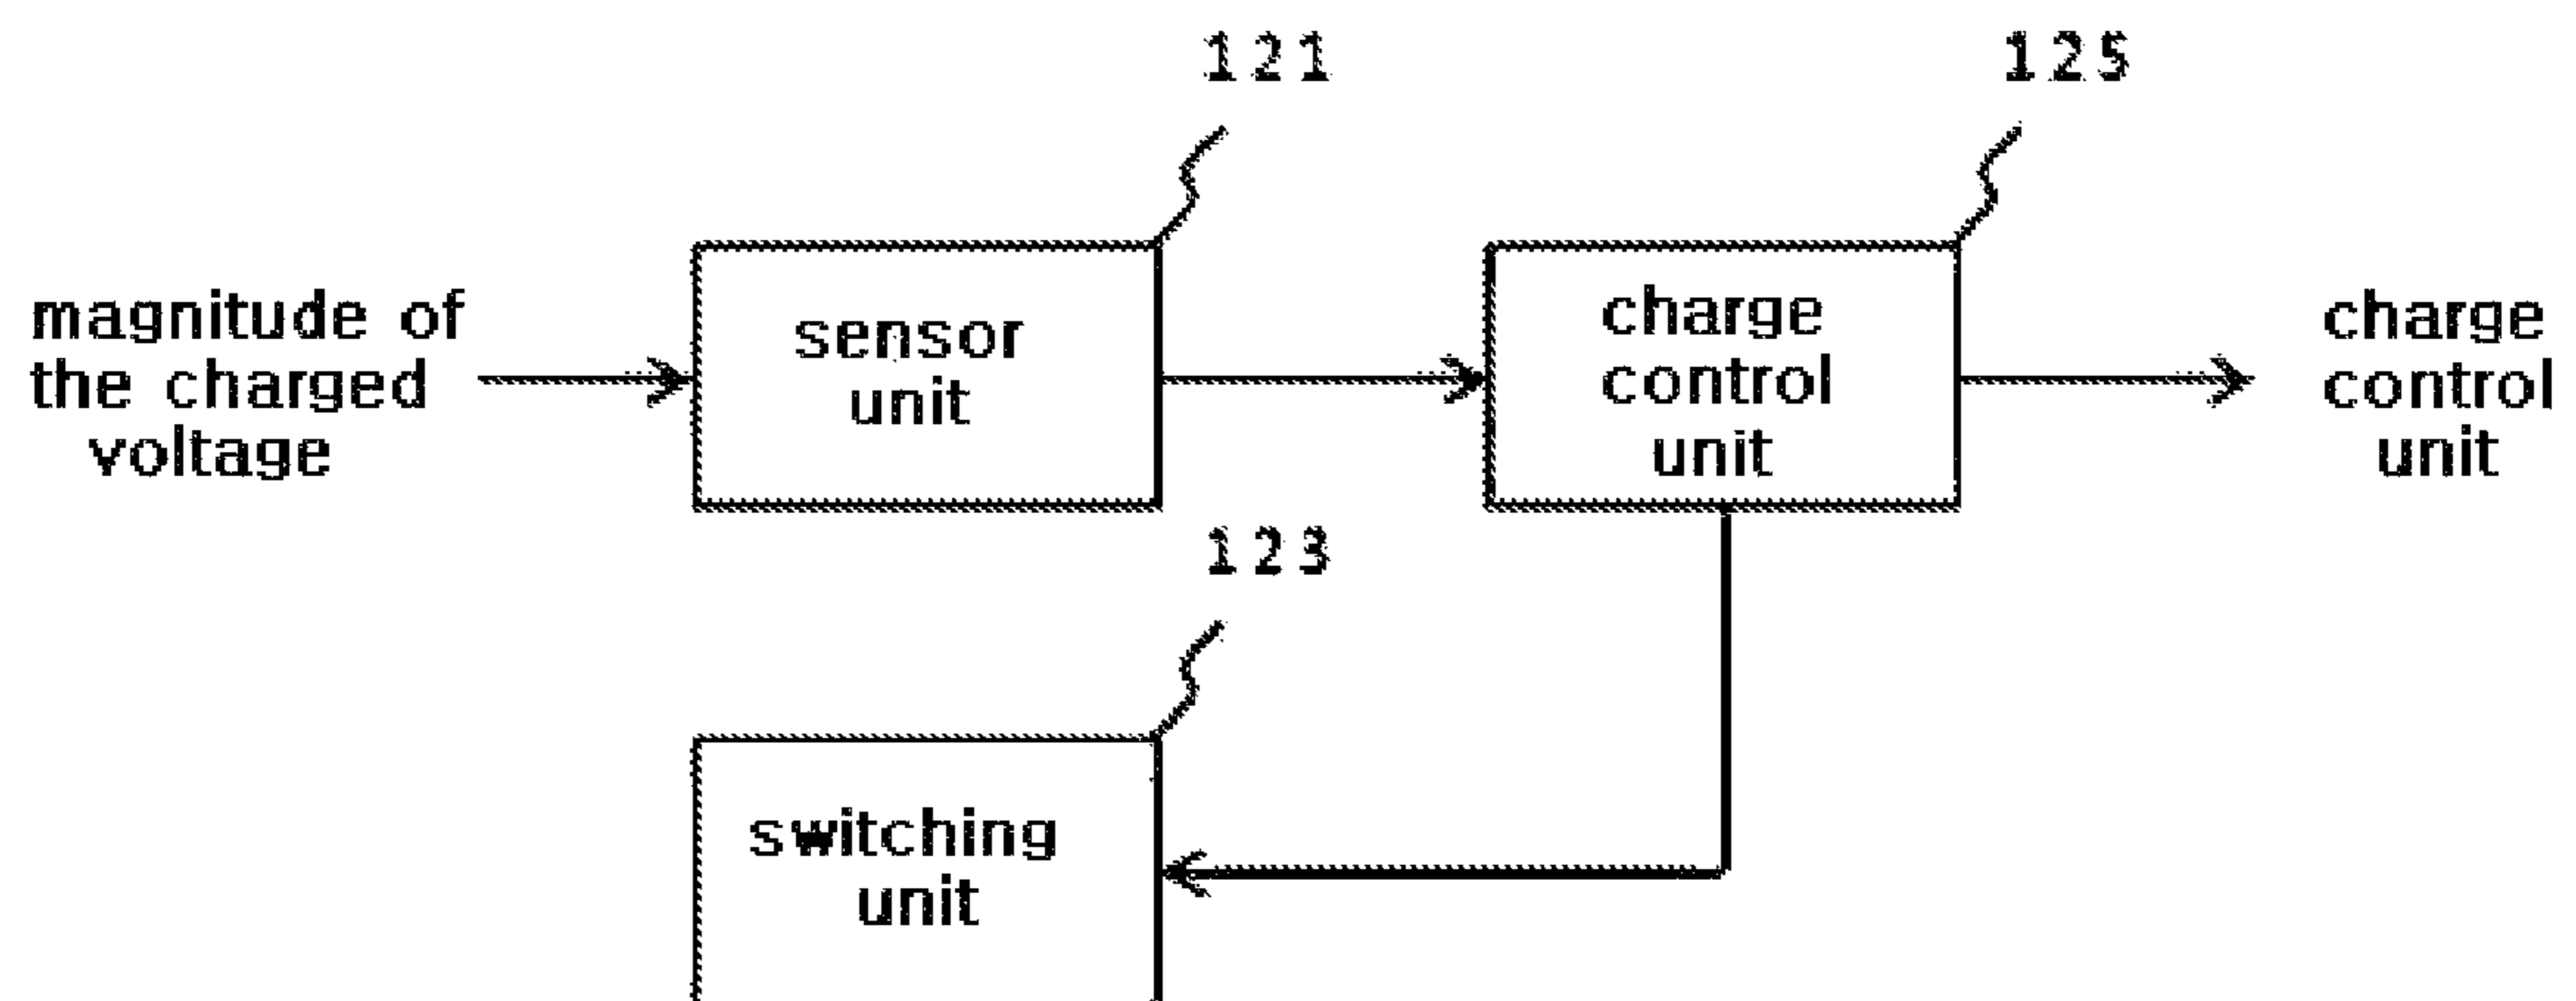 121
125
magnitude of
the charged
voltage
sensor
unit
charge
control
unit
charge
control
unit
123
switching
unit